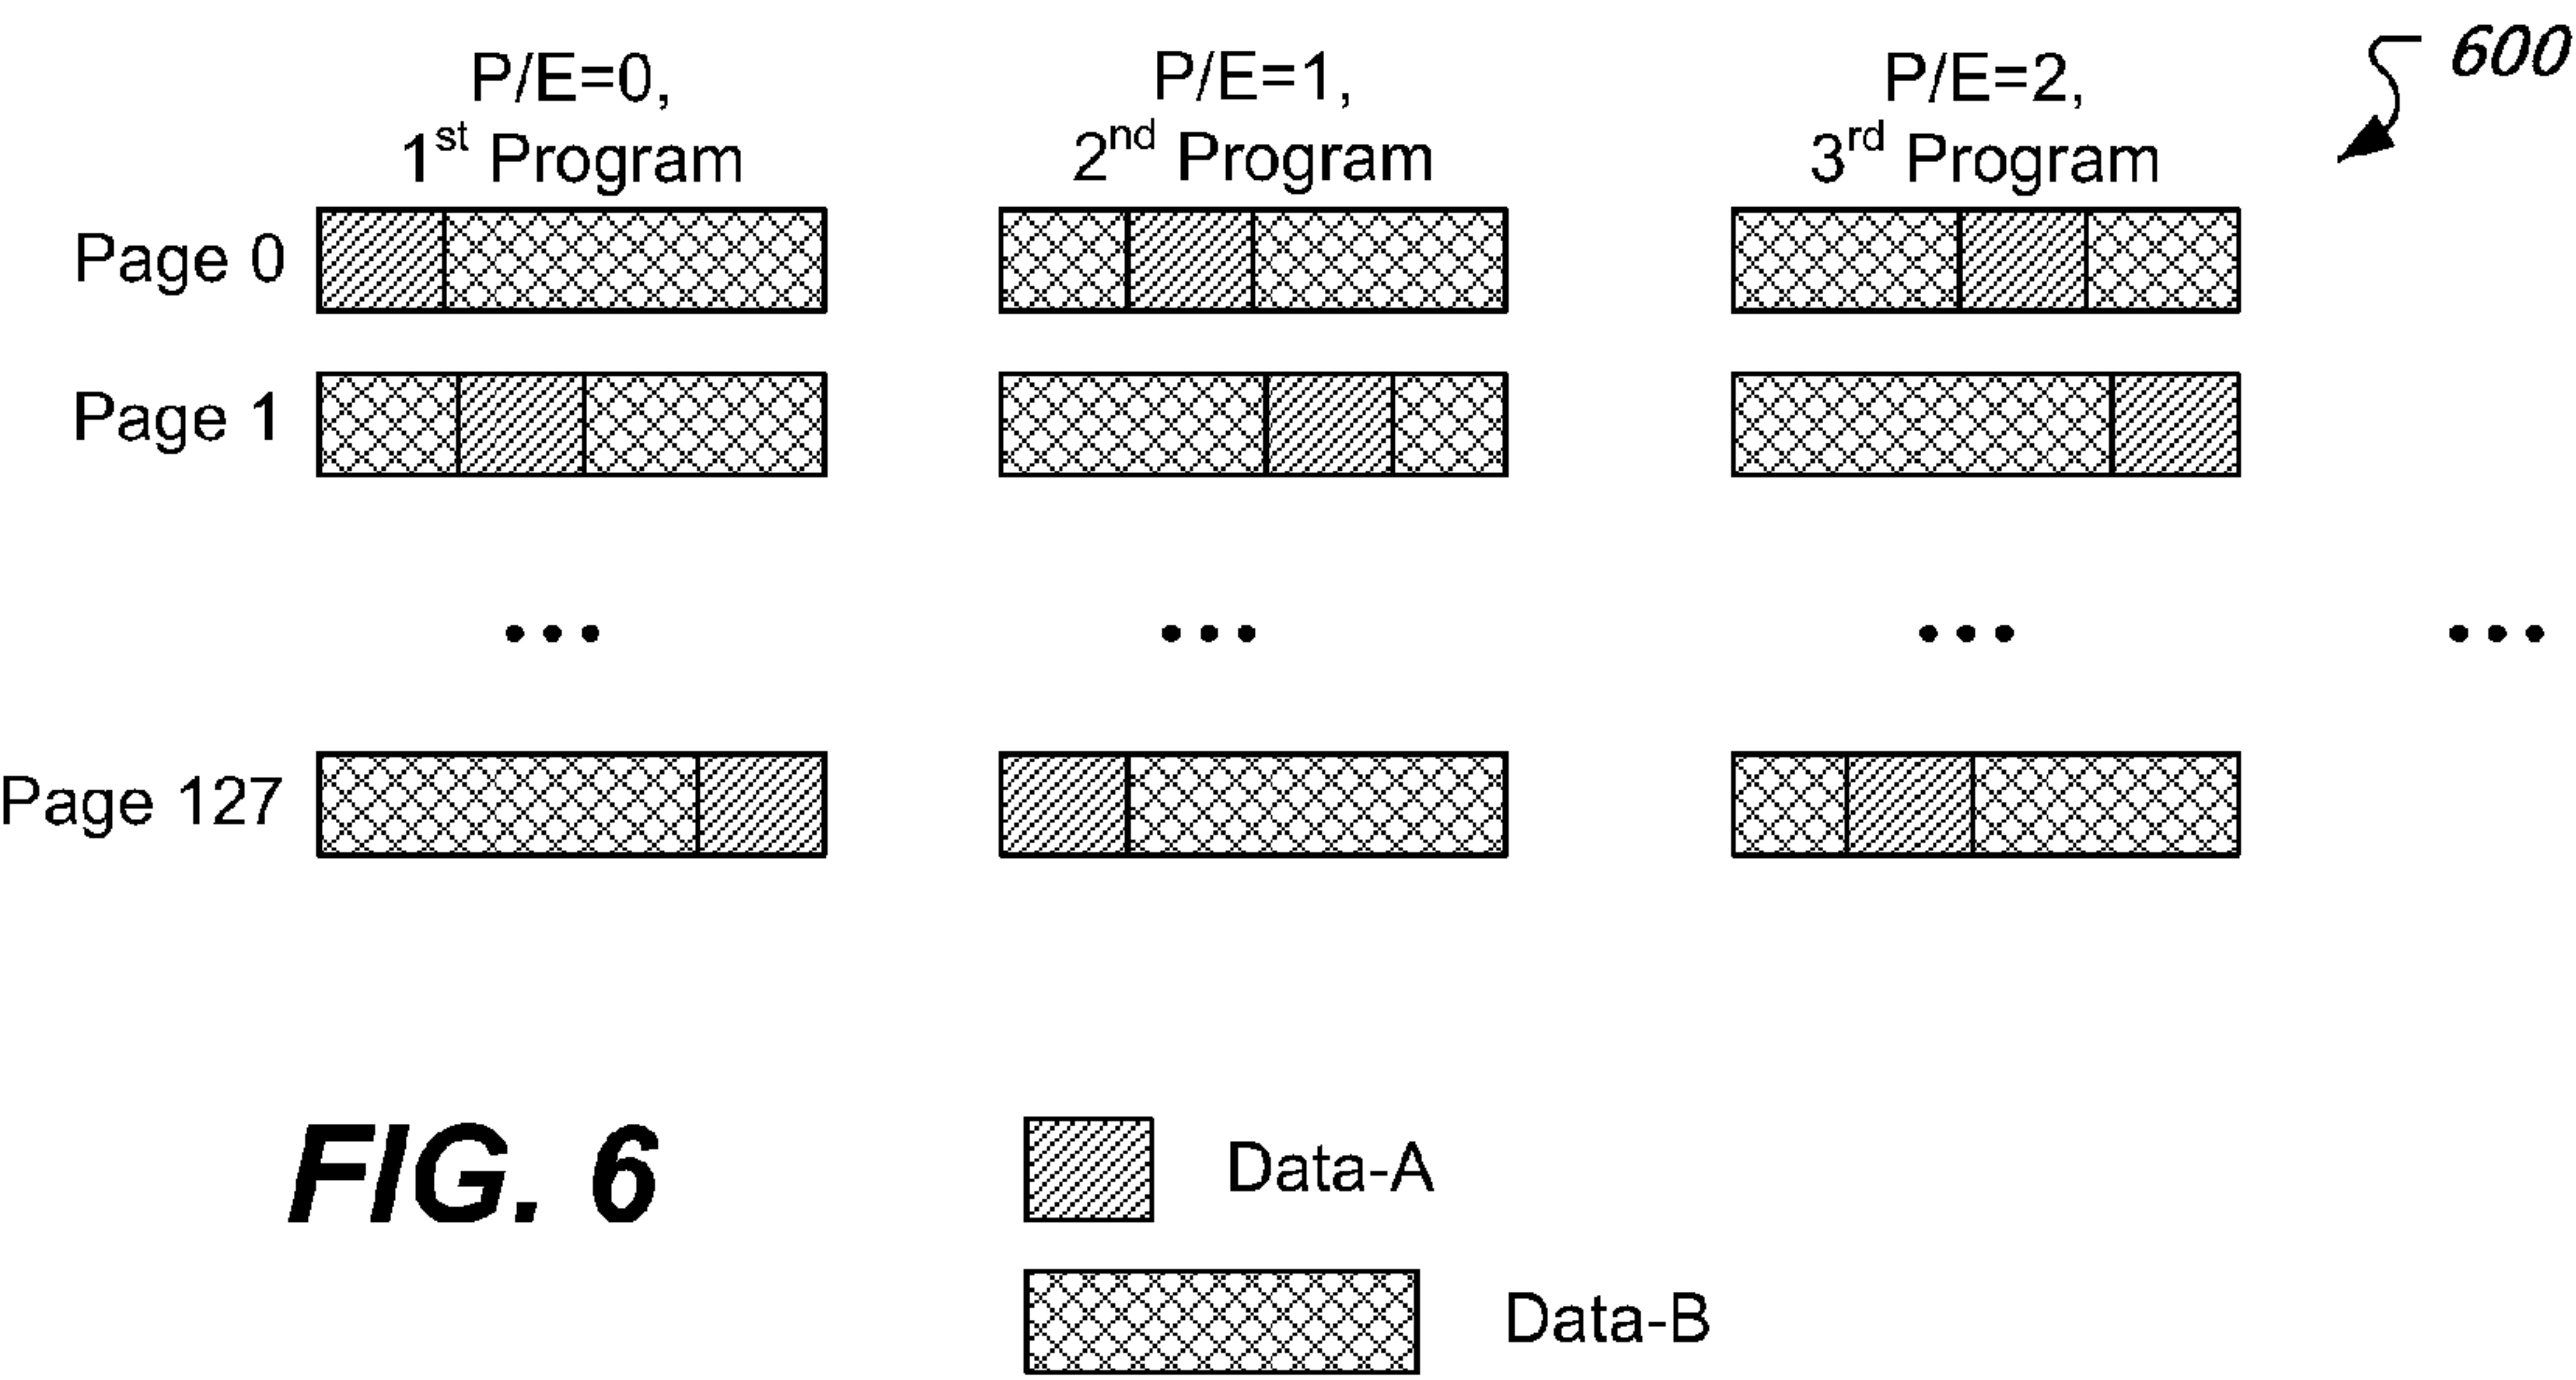 600
P/E=0,
1st Program
P/E=1,
2nd Program
P/E=2,
3rd Program
Page 0
Page 1
...
...
...
...
Page 127
FIG. 6
Data-A
Data-B